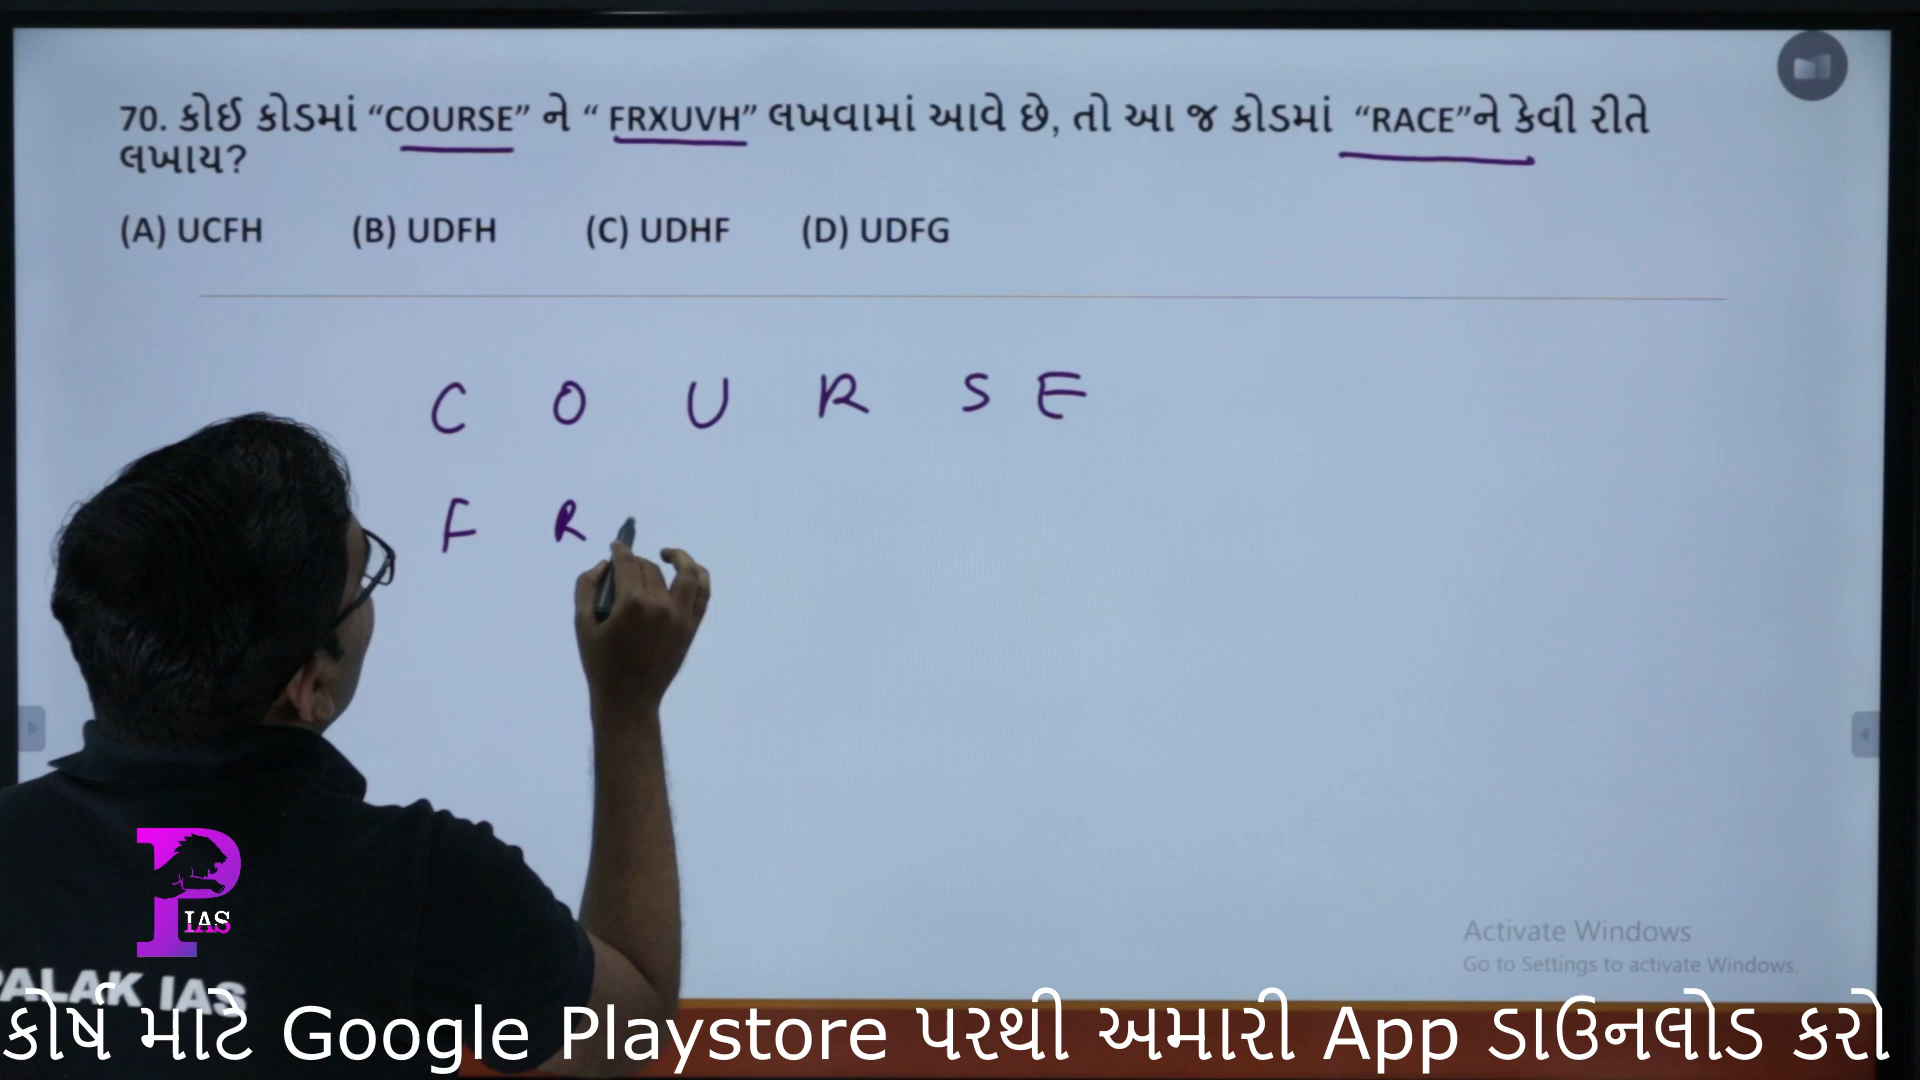 70. કોઈ કોડમાં “COURSE” ને “ FRXUVH” લખવામાં આવે છે, તો આ જ કોડમાં “RACE”ને કેવી રીતે
લખાય?
(A) UCFH (B) UDFH (C) UDHF (D) UDFG
C O U R S E
F R
Activate Windows
Go to Settings to activate Windows.
P
IAS
PALAK IAS
કોર્ષ માટે Google Playstore પરથી અમારી App ડાઉનલોડ કરો